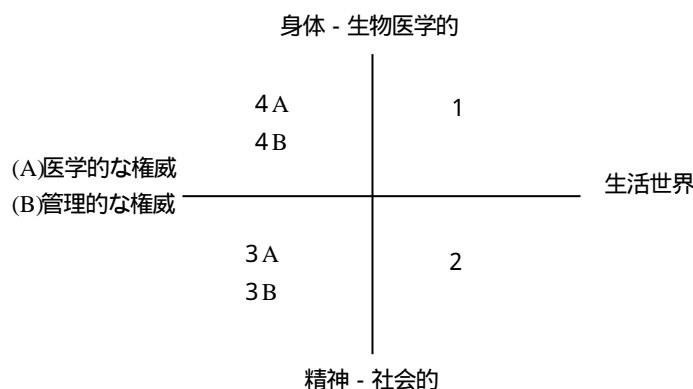 身体 - 生物医学的
4A
1
4B
(A)医学的な権威
生活世界
(B)管理的な権威
3A
2
3B
精神 - 社会的